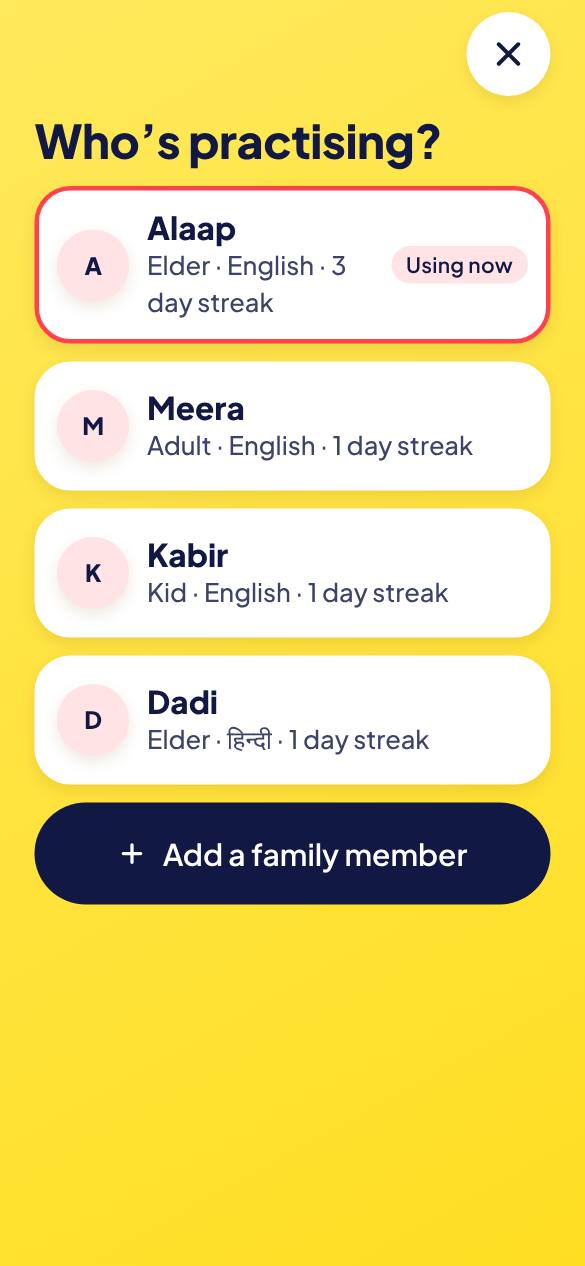 Who’s practising?
A
Alaap
Elder · English · 3
day streak
Using now
M
Meera
Adult · English · 1 day streak
K
Kabir
Kid · English · 1 day streak
D
Dadi
Elder · हिन्दी · 1 day streak
+ Add a family member